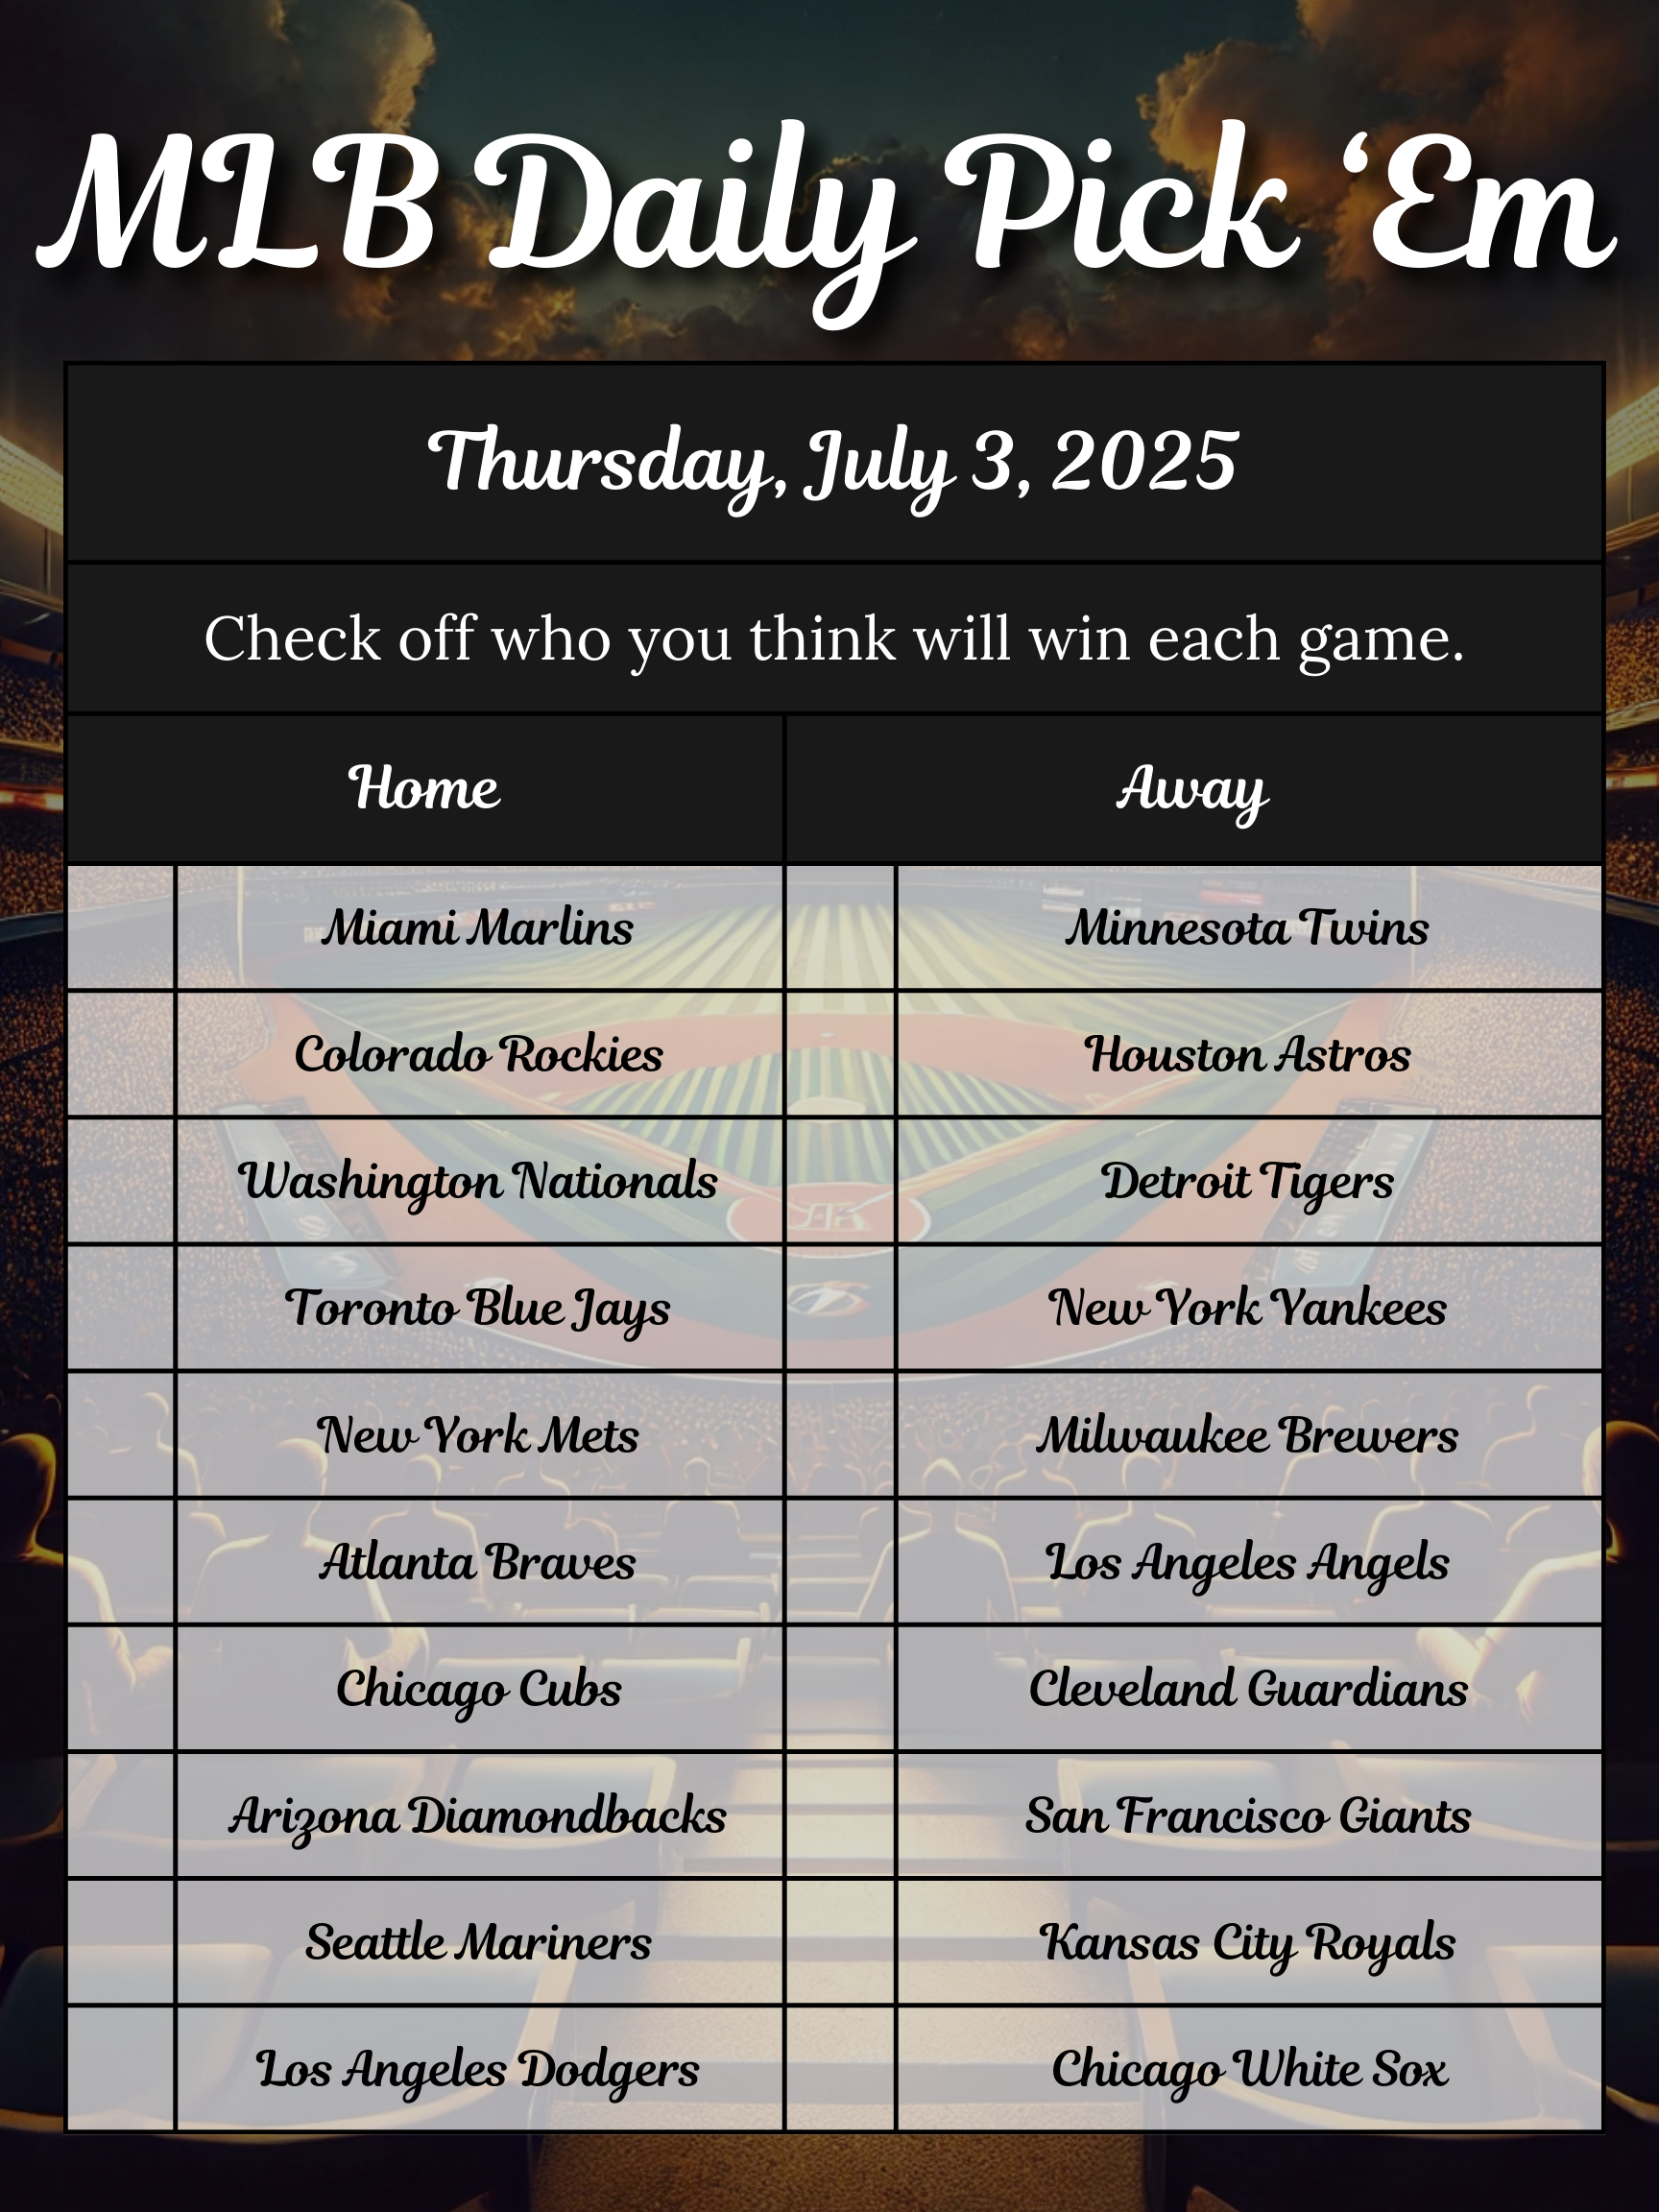 MLB Daily Pick ‘Em
Thursday, July 3, 2025
Check off who you think will win each game.
Home Away
Miami Marlins Minnesota Twins
Colorado Rockies Houston Astros
Washington Nationals Detroit Tigers
Toronto Blue Jays New York Yankees
New York Mets Milwaukee Brewers
Atlanta Braves Los Angeles Angels
Chicago Cubs Cleveland Guardians
Arizona Diamondbacks San Francisco Giants
Seattle Mariners Kansas City Royals
Los Angeles Dodgers Chicago White Sox